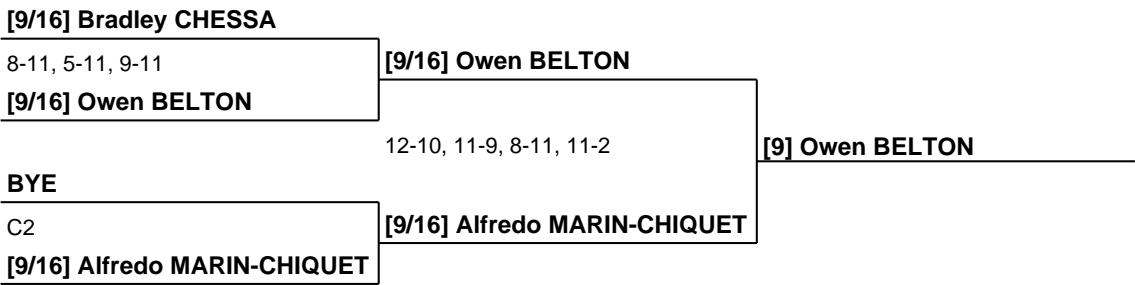 [9/16] Bradley CHESSA
8-11, 5-11, 9-11
[9/16] Owen BELTON
[9/16] Owen BELTON
12-10, 11-9, 8-11, 11-2
[9] Owen BELTON
BYE
C2
[9/16] Alfredo MARIN-CHIQUET
[9/16] Alfredo MARIN-CHIQUET